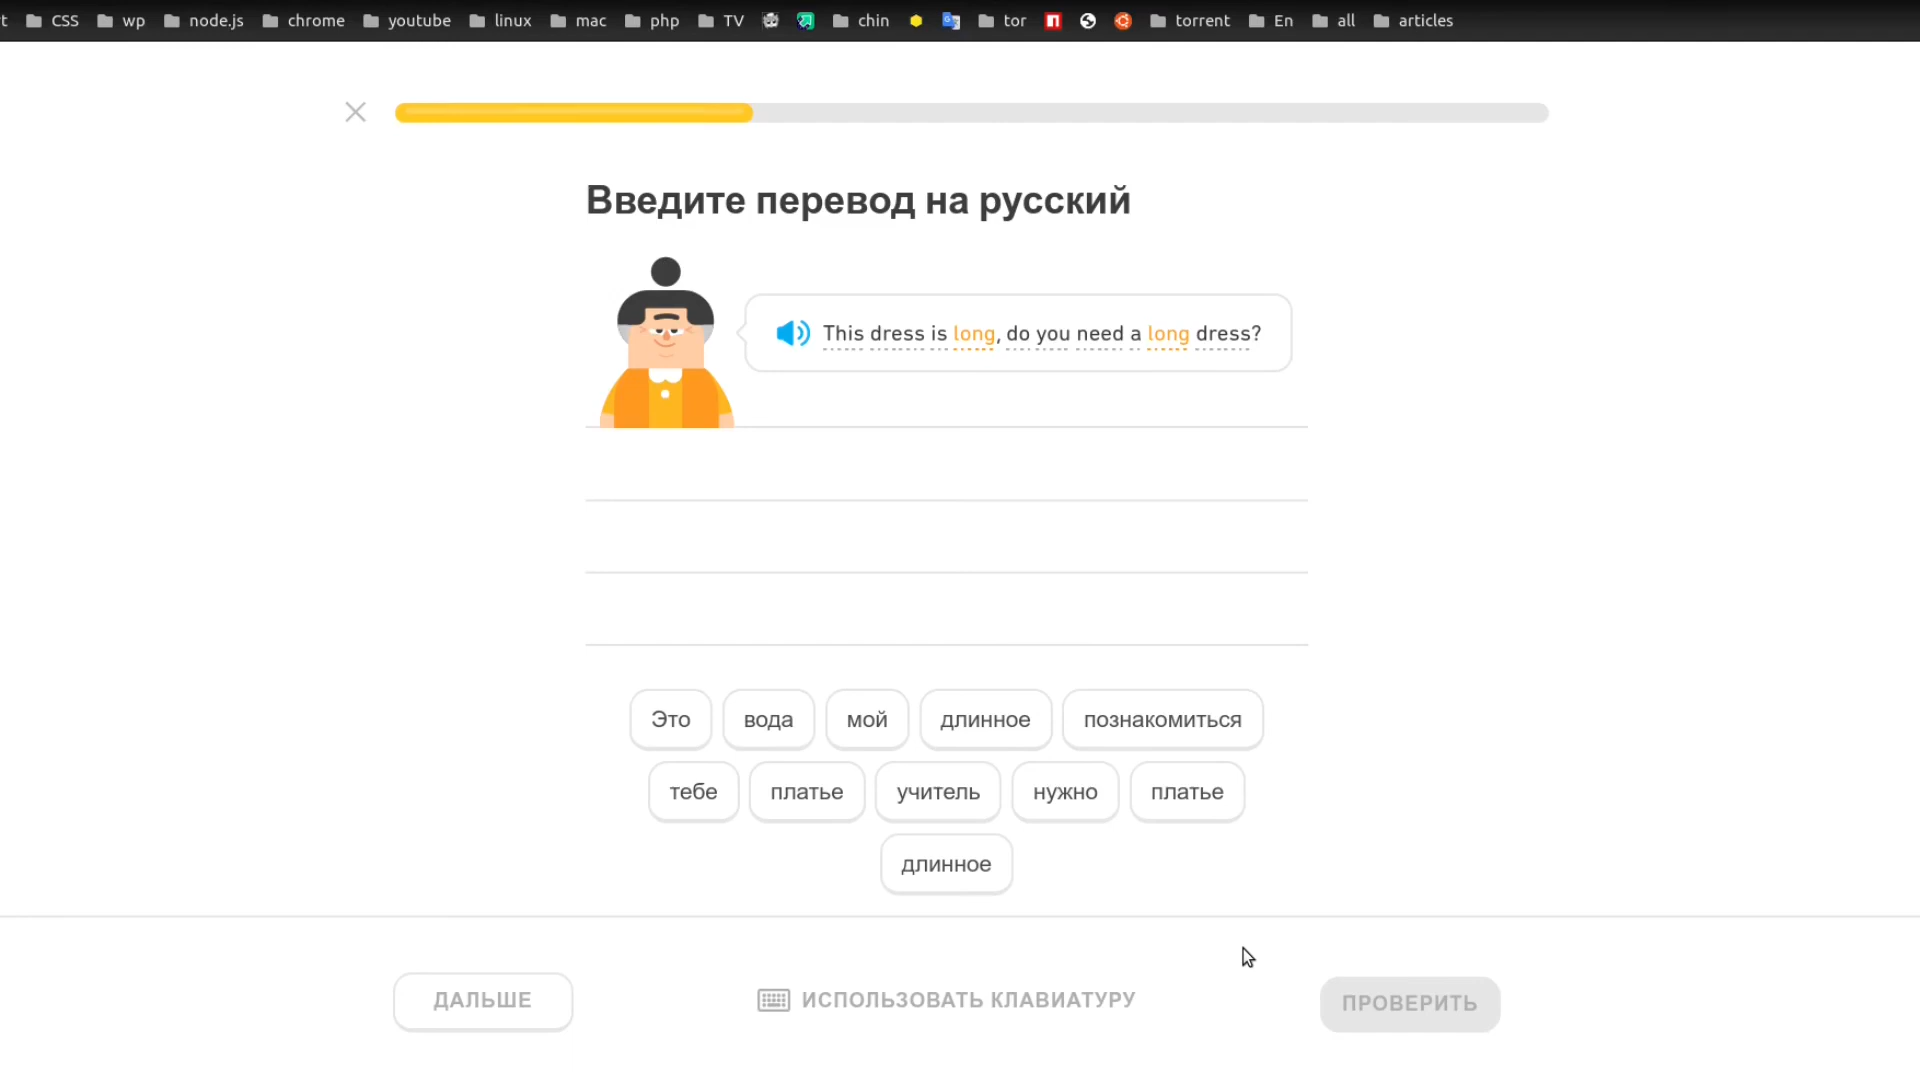 t CSS wp node.js chrome youtube linux mac php TV chin tor torrent En all articles
Введите перевод на русский
This dress is long, do you need a long dress?
Это вода мой длинное познакомиться
тебе платье учитель нужно платье
длинное
ДАЛЬШЕ ИСПОЛЬЗОВАТЬ КЛАВИАТУРУ ПРОВЕРИТЬ